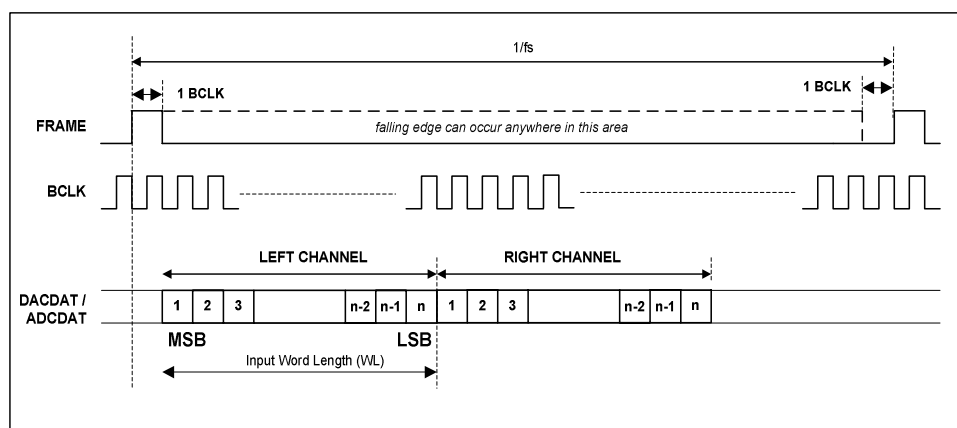 1/fs
1 BCLK
1 BCLK
FRAME
falling edge can occur anywhere in this area
BCLK
LEFT CHANNEL
RIGHT CHANNEL
DACDAT /
ADCDAT
1 2 3 n-2 n-1 n 1 2 3 n-2 n-1 n
MSB
LSB
Input Word Length (WL)